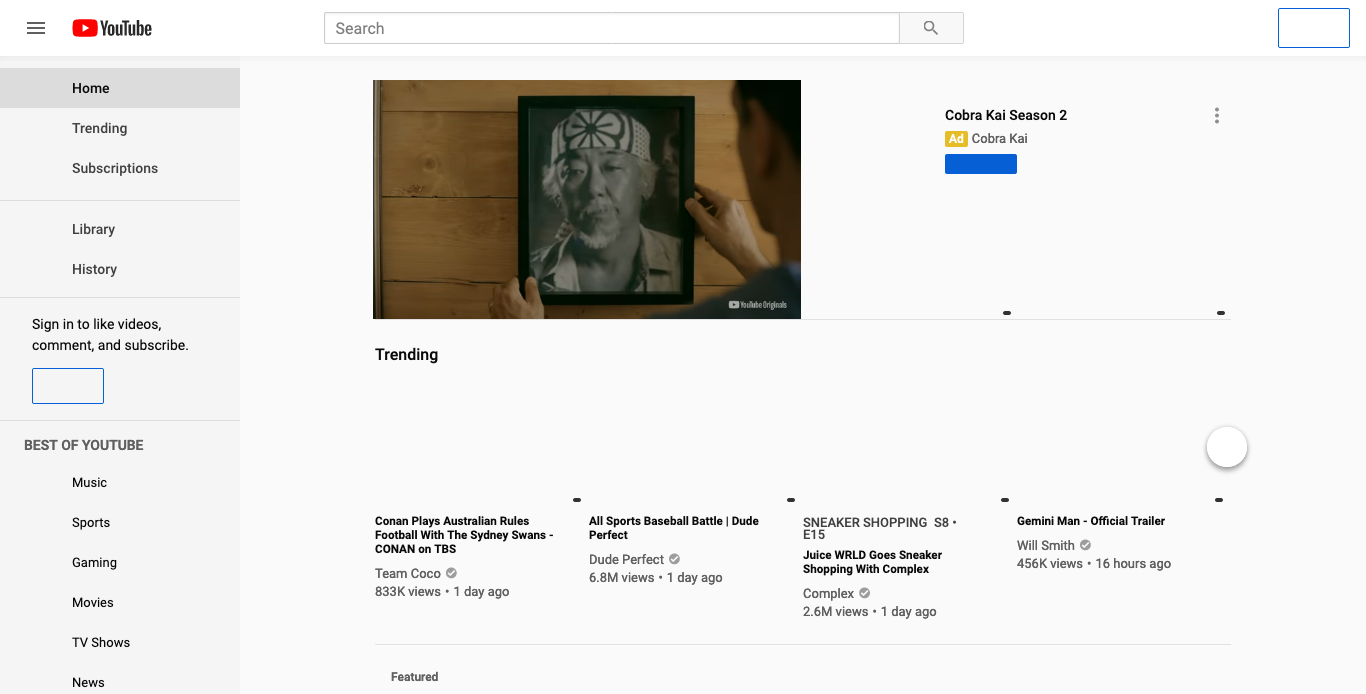 YouTube
Search
Home
Trending
Subscriptions
Library
History
Sign in to like videos,
comment, and subscribe.
BEST OF YOUTUBE
Music
Sports
Gaming
Movies
TV Shows
News
YouTube Originals
Cobra Kai Season 2
Ad Cobra Kai
Trending
Conan Plays Australian Rules
Football With The Sydney Swans -
CONAN on TBS
Team Coco
833K views • 1 day ago
All Sports Baseball Battle | Dude
Perfect
Dude Perfect
6.8M views • 1 day ago
SNEAKER SHOPPING S8 •
E15
Juice WRLD Goes Sneaker
Shopping With Complex
Complex
2.6M views • 1 day ago
Gemini Man - Official Trailer
Will Smith
456K views • 16 hours ago
Featured